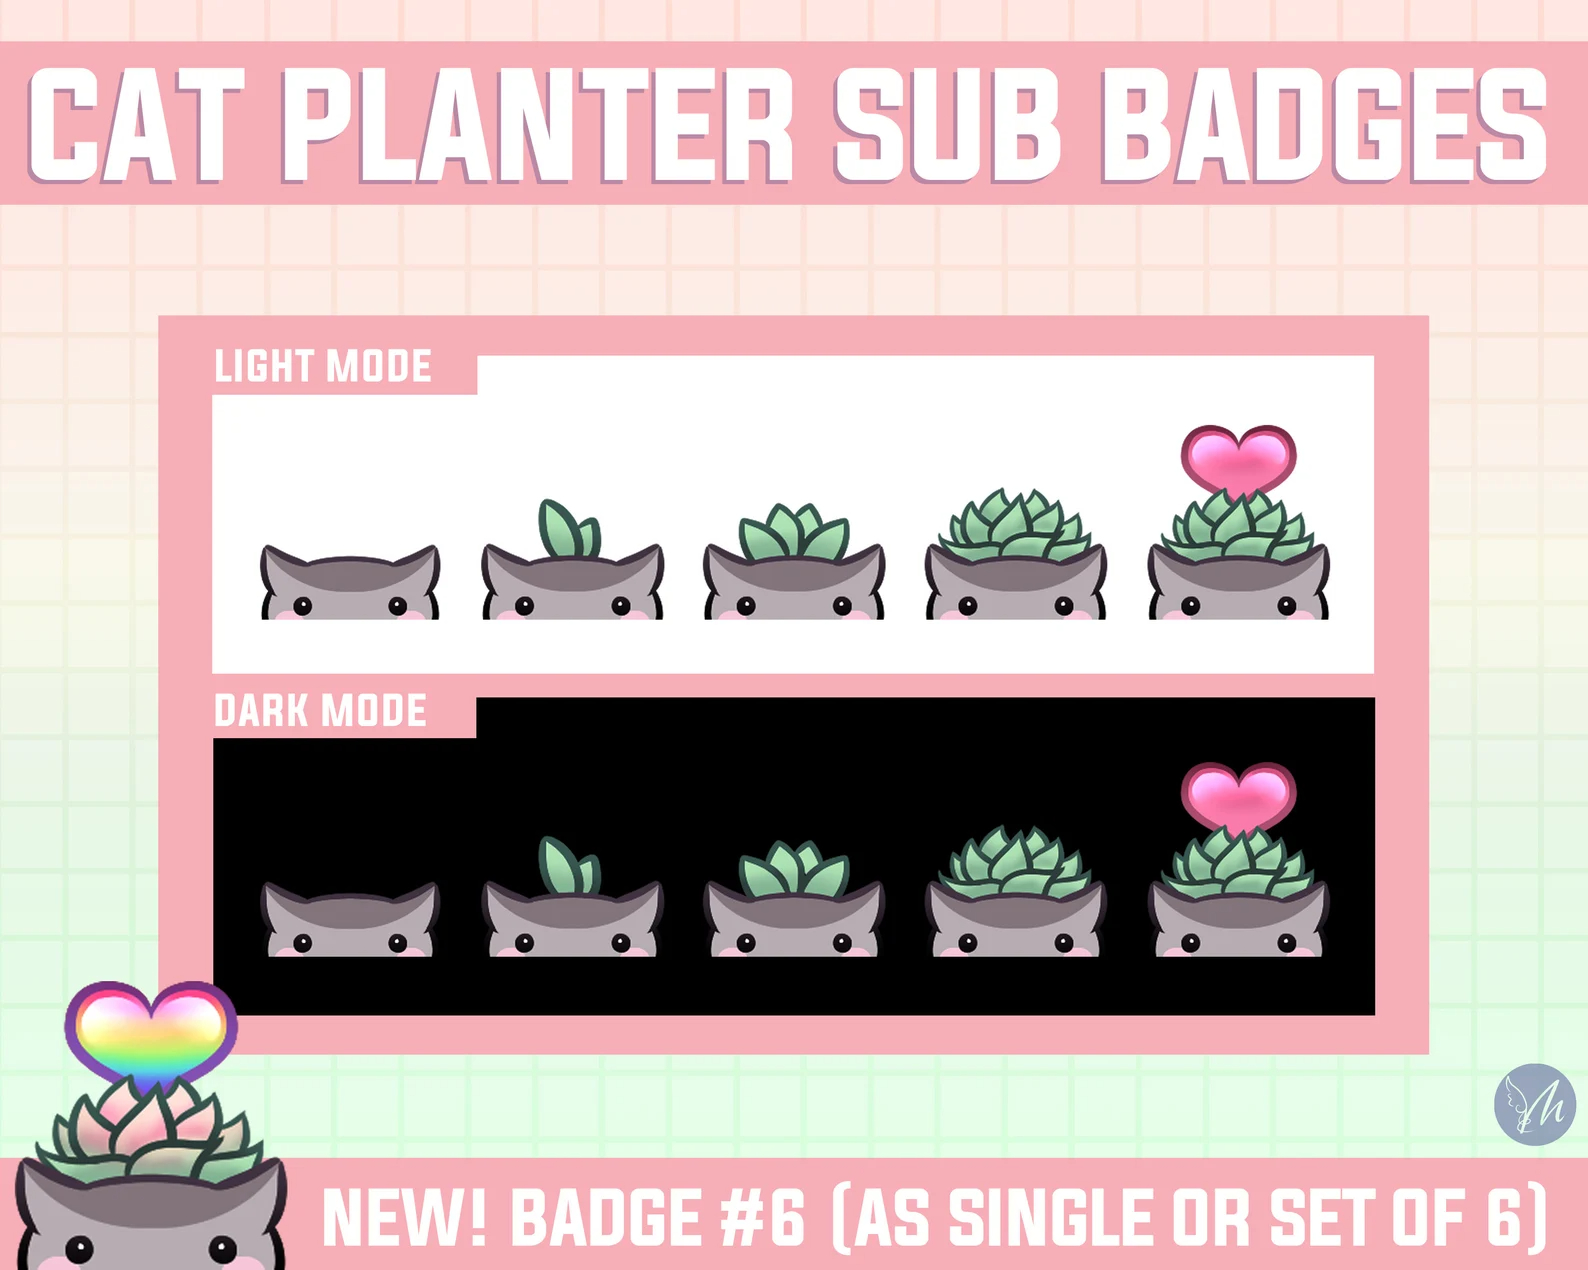 CAT PLANTER SUB BADGES
LIGHT MODE
DARK MODE
NEW! BADGE #6 (AS SINGLE OR SET OF 6)